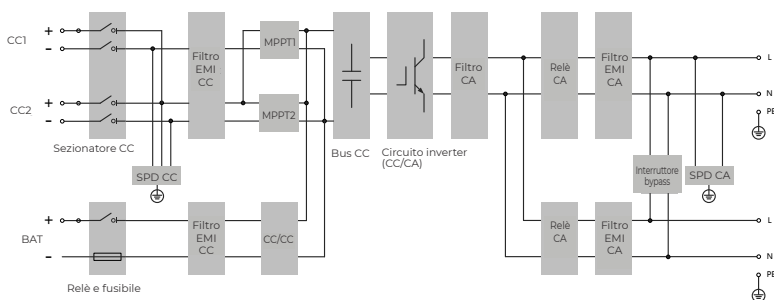 CC1
+
-
CC2
+
-
Sezionatore CC
SPD CC
Filtro
EMI
CC
MPPT1
MPPT2
Bus CC
Circuito inverter
(CC/CA)
Filtro
CA
Relè
CA
Filtro
EMI
CA
L
N
PE
Interruttore
bypass
SPD CA
BAT
+
-
Relè e fusibile
Filtro
EMI
CC
CC/CC
Relè
CA
Filtro
EMI
CA
L
N
PE